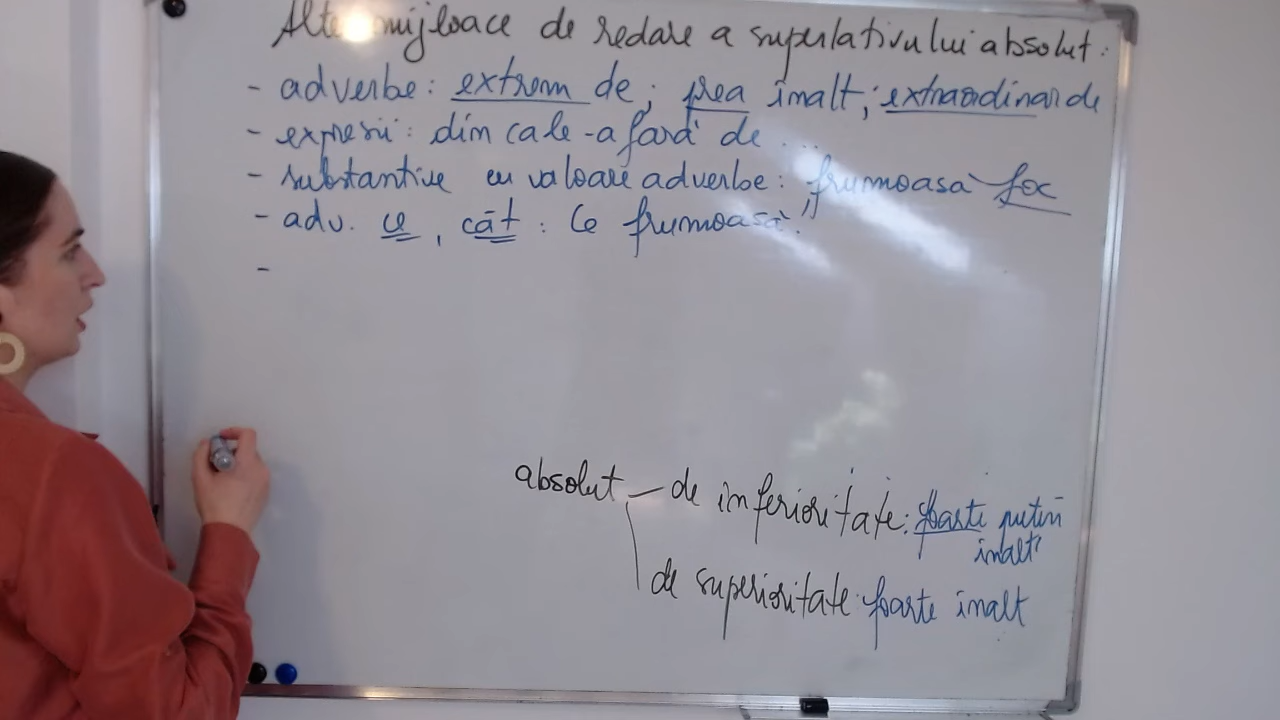 Alte mijloace de redare a superlativului absolut:
- adverbe: extrem de; prea înalt; extraordinar de
- expresii: din cale-afară de ...
- substantive cu valoare adverbe: frumoasă foc
- adv. ce, cât: Ce frumoasă!
-
absolut - de inferioritate: foarte puțin
înalt
de superioritate: foarte înalt